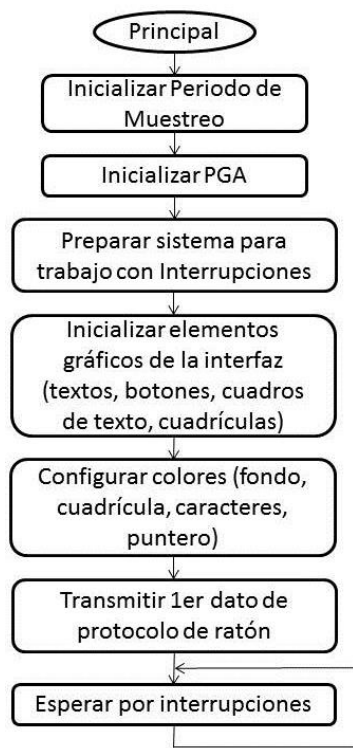 Principal
Inicializar Periodo de
Muestreo
Inicializar PGA
Preparar sistema para
trabajo con Interrupciones
Inicializar elementos
gráficos de la interfaz
(textos, botones, cuadros
de texto, cuadrículas)
Configurar colores (fondo,
cuadrícula, caracteres,
puntero)
Transmitir 1er dato de
protocolo de ratón
Esperar por interrupciones